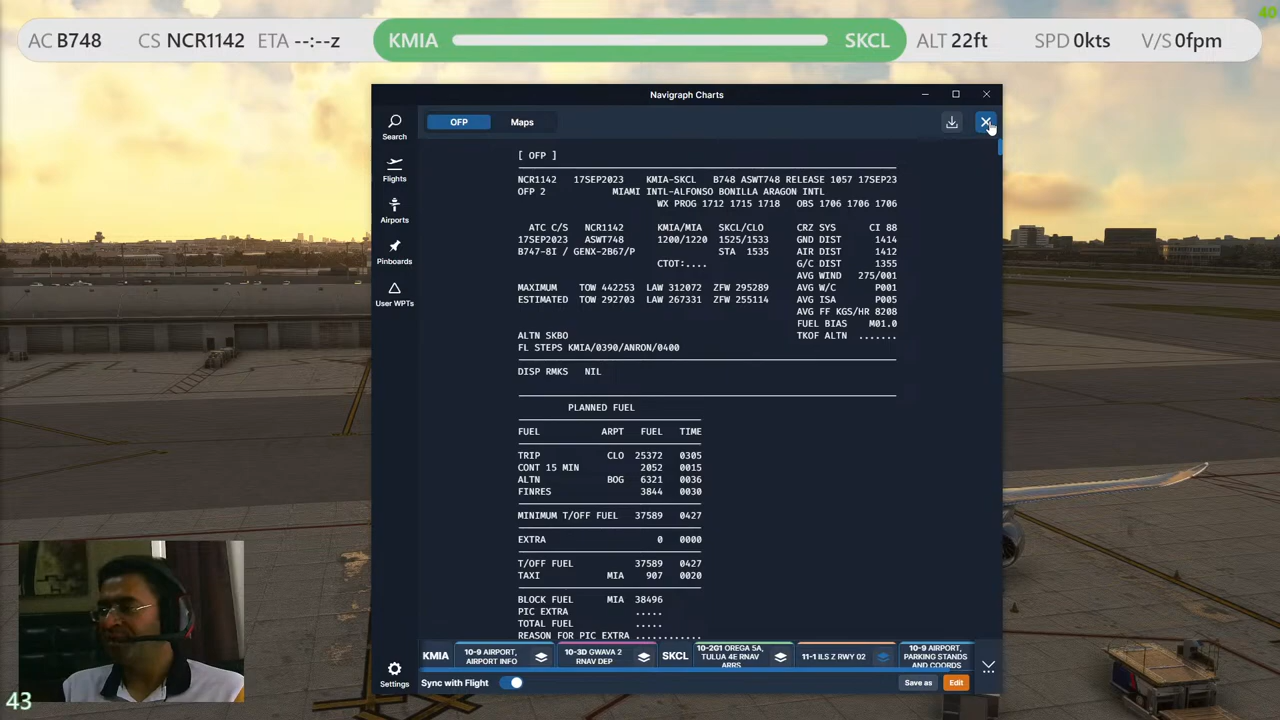 40
AC B748 CS NCR1142 ETA --:--z KMIA SKCL ALT 22ft SPD 0kts V/S 0fpm
Navigraph Charts
Search
Flights
Airports
Pinboards
User WPTs
Settings
OFP Maps
[ OFP ]
NCR1142 17SEP2023 KMIA-SKCL B748 ASWT748 RELEASE 1057 17SEP23
OFP 2 MIAMI INTL-ALFONSO BONILLA ARAGON INTL
WX PROG 1712 1715 1718 OBS 1706 1706 1706
ATC C/S NCR1142 KMIA/MIA SKCL/CLO CRZ SYS CI 88
17SEP2023 ASWT748 1200/1220 1525/1533 GND DIST 1414
B747-8I / GENX-2B67/P STA 1535 AIR DIST 1412
CTOT:.... G/C DIST 1355
AVG WIND 275/001
MAXIMUM TOW 442253 LAW 312072 ZFW 295289 AVG W/C P001
ESTIMATED TOW 292703 LAW 267331 ZFW 255114 AVG ISA P005
AVG FF KGS/HR 8208
FUEL BIAS M01.0
ALTN SKBO TKOF ALTN .......
FL STEPS KMIA/0390/ANRON/0400
DISP RMKS NIL
PLANNED FUEL
FUEL ARPT FUEL TIME
TRIP CLO 25372 0305
CONT 15 MIN 2052 0015
ALTN BOG 6321 0036
FINRES 3844 0030
MINIMUM T/OFF FUEL 37589 0427
EXTRA 0 0000
T/OFF FUEL 37589 0427
TAXI MIA 907 0020
BLOCK FUEL MIA 38496
PIC EXTRA .....
TOTAL FUEL .....
REASON FOR PIC EXTRA ............
KMIA
10-9 AIRPORT,
AIRPORT INFO
10-3D GWAVA 2
RNAV DEP
SKCL
10-2G1 OREGA 5A,
TULUA 4E RNAV
ARRS
11-1 ILS Z RWY 02
10-9 AIRPORT,
PARKING STANDS
AND COORDS
Sync with Flight Save as Edit
43